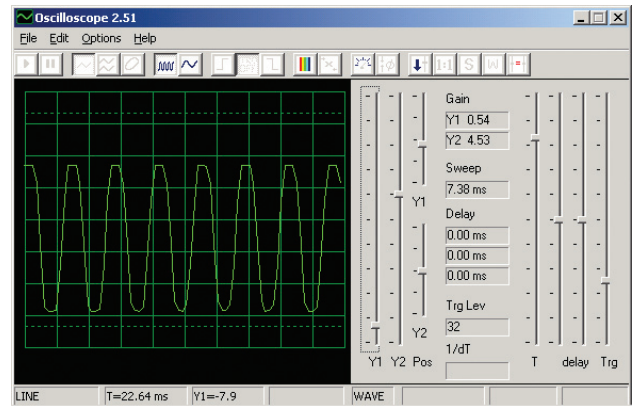 Oscilloscope 2.51
File Edit Options Help
1:1 S W
Gain
Y1 0.54
Y2 4.53
Sweep
7.38 ms
Y1
Delay
0.00 ms
0.00 ms
0.00 ms
Trg Lev
Y2
32
1/dT
Y1 Y2 Pos T delay Trg
LINE T=22.64 ms Y1=-7.9 WAVE